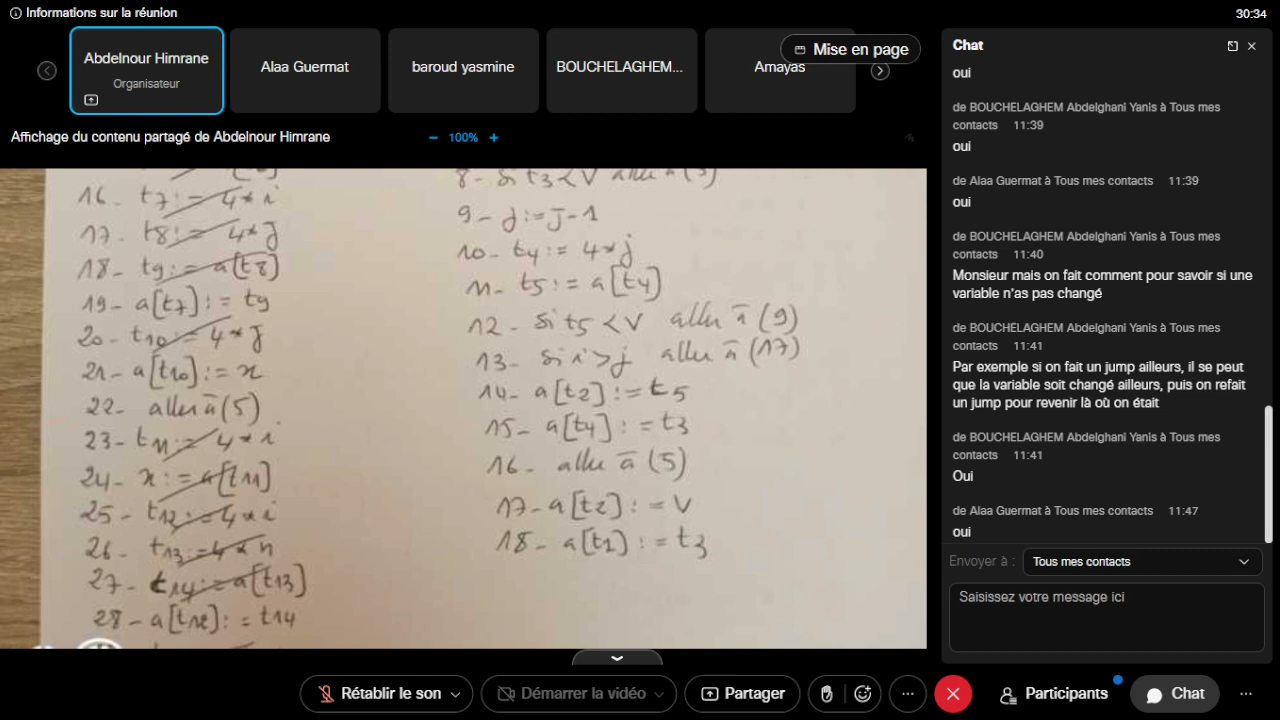 Informations sur la réunion
30:34
Abdelnour Himrane
Organisateur
Alaa Guermat
baroud yasmine
BOUCHELAGHEM...
Amayas
Mise en page
Affichage du contenu partagé de Abdelnour Himrane
100%
16- t7:= 4*i
17- t8:= 4*j
18- t9:= a[t8]
19- a[t7]:= t9
20- t10:= 4*j
21- a[t10]:= x
22- aller à (5)
23- t11:= 4*i
24- x:= a[t11]
25- t12:= 4*i
26- t13:= 4*n
27- t14:= a[t13]
28- a[t12]:= t14
8- si t3<V aller à (5)
9- j:=j-1
10- t4:= 4*j
11- t5:= a[t4]
12- si t5 <V aller à (9)
13- si i>j aller à (17)
14- a[t2]:= t5
15- a[t4]:= t3
16- aller à (5)
17- a[t2]:= V
18- a[t1]:= t3
Chat
oui
de BOUCHELAGHEM Abdelghani Yanis à Tous mes
contacts 11:39
oui
de Alaa Guermat à Tous mes contacts 11:39
oui
de BOUCHELAGHEM Abdelghani Yanis à Tous mes
contacts 11:40
Monsieur mais on fait comment pour savoir si une
variable n'as pas changé
de BOUCHELAGHEM Abdelghani Yanis à Tous mes
contacts 11:41
Par exemple si on fait un jump ailleurs, il se peut
que la variable soit changé ailleurs, puis on refait
un jump pour revenir là où on était
de BOUCHELAGHEM Abdelghani Yanis à Tous mes
contacts 11:41
Oui
de Alaa Guermat à Tous mes contacts 11:47
oui
Envoyer à : Tous mes contacts
Saisissez votre message ici
Rétablir le son
Démarrer la vidéo
Partager
Participants
Chat